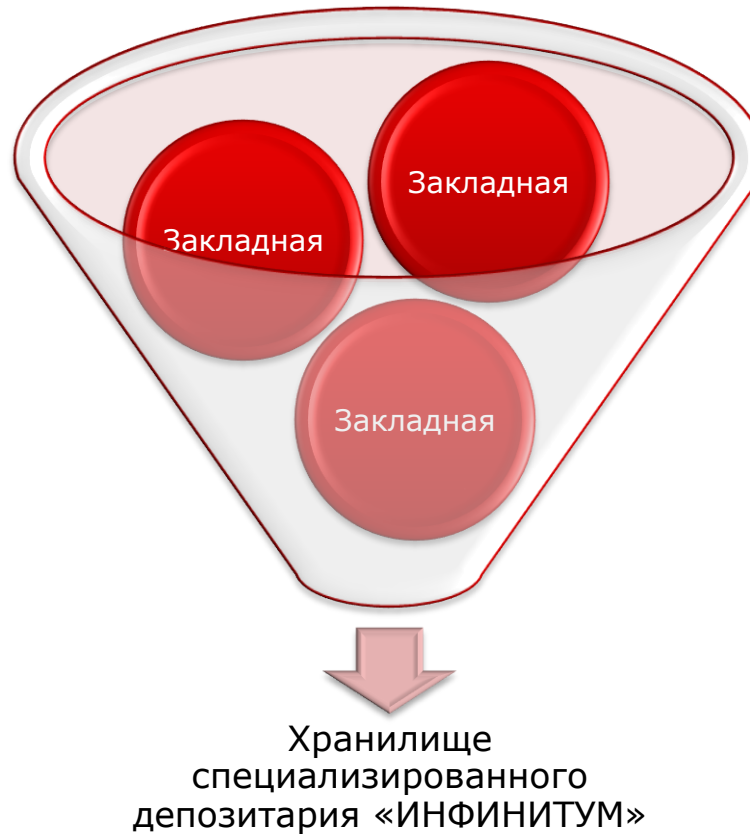 Закладная
Закладная
Закладная
Хранилище
специализированного
депозитария «ИНФИНИТУМ»